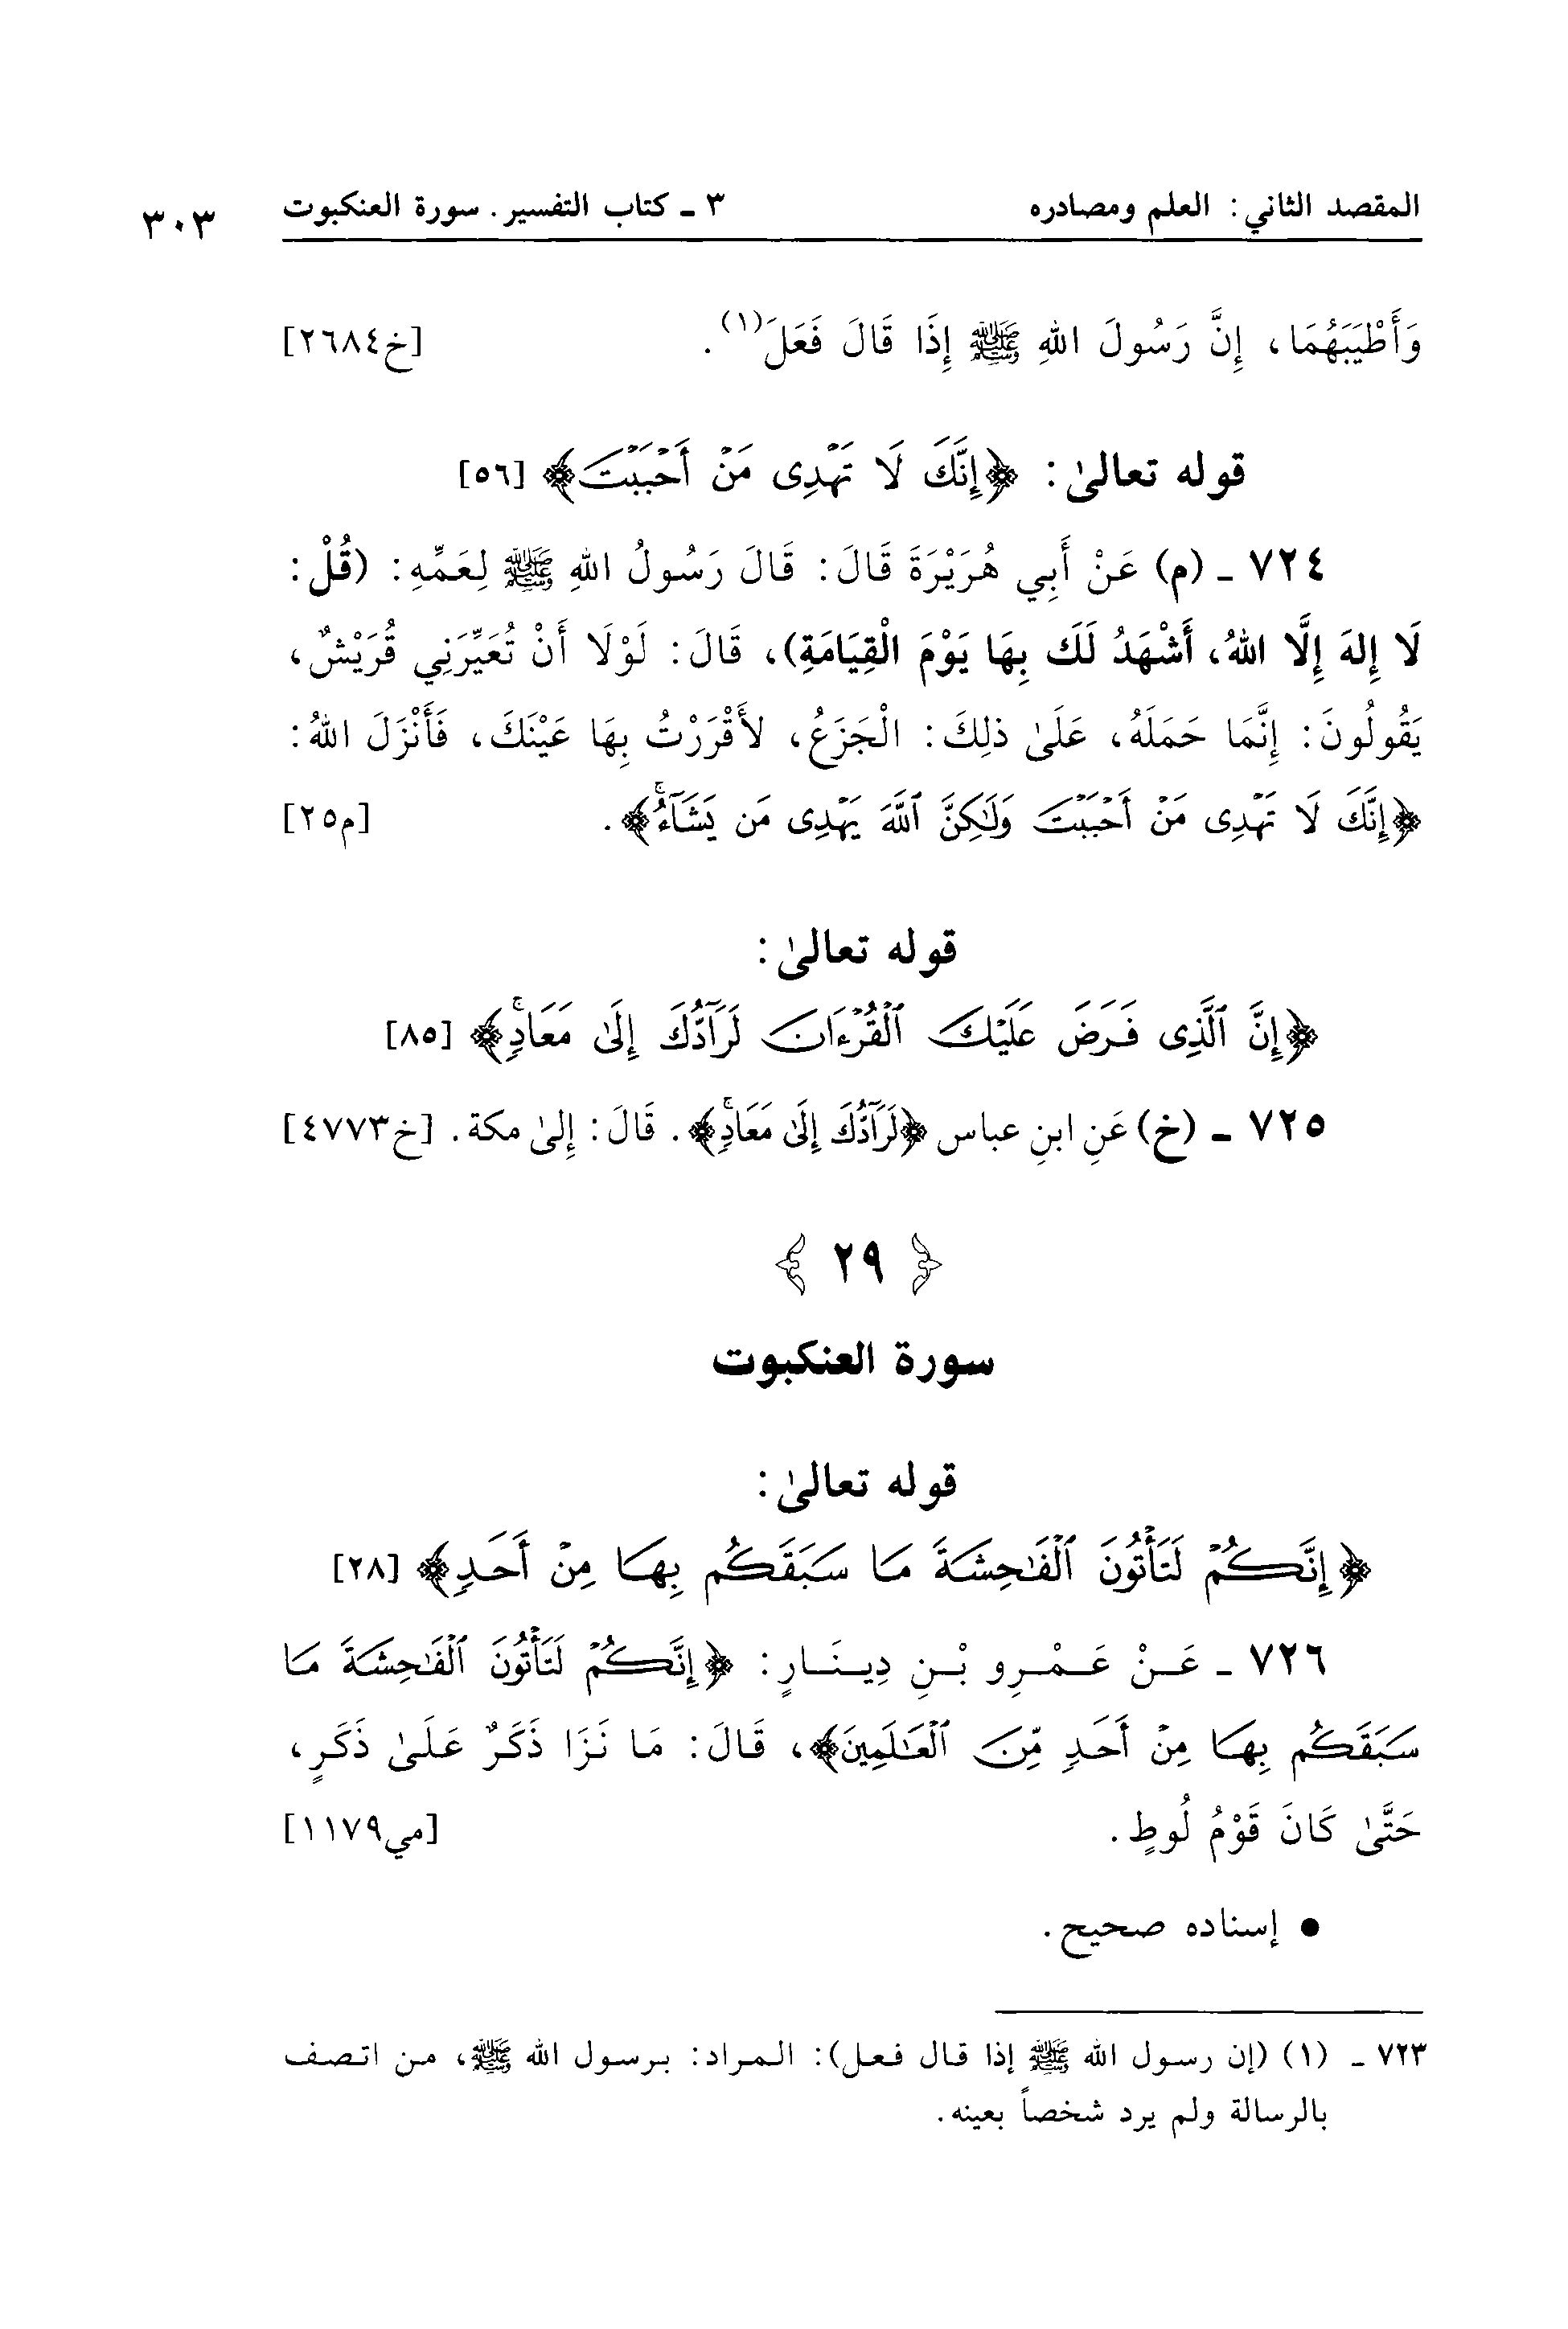 المقصد الثاني: العلم ومصادره ٣ ـ كتاب التفسير. سورة العنكبوت ٣٠٣
وَأَطْيَبَهُمَا، إِنَّ رَسُولَ اللهِ ﷺ إِذَا قَالَ فَعَلَ(١). [خ٢٦٨٤]
قوله تعالىٰ: ﴿إِنَّكَ لَا تَهْدِى مَنْ أَحْبَبْتَ﴾ [٥٦]
٧٢٤ ـ (م) عَنْ أَبِي هُرَيْرَةَ قَالَ: قَالَ رَسُولُ اللهِ ﷺ لِعَمِّهِ: (قُلْ:
لَا إِلهَ إِلَّا اللهُ، أَشْهَدُ لَكَ بِهَا يَوْمَ الْقِيَامَةِ)، قَالَ: لَوْلَا أَنْ تُعَيِّرَنِي قُرَيْشٌ،
يَقُولُونَ: إِنَّمَا حَمَلَهُ، عَلَىٰ ذلِكَ: الْجَزَعُ، لأَقْرَرْتُ بِهَا عَيْنَكَ، فَأَنْزَلَ اللهُ:
﴿إِنَّكَ لَا تَهْدِى مَنْ أَحْبَبْتَ وَلَٰكِنَّ ٱللَّهَ يَهْدِى مَن يَشَآءُۚ﴾. [م٢٥]
قوله تعالىٰ:
﴿إِنَّ ٱلَّذِى فَرَضَ عَلَيْكَ ٱلْقُرْءَانَ لَرَآدُّكَ إِلَىٰ مَعَادٍۚ﴾ [٨٥]
٧٢٥ ـ (خ) عَنِ ابنِ عباس ﴿لَرَآدُّكَ إِلَىٰ مَعَادٍۚ﴾. قَالَ: إِلىٰ مكة. [خ٤٧٧٣]
﴿ ٢٩ ﴾
سورة العنكبوت
قوله تعالىٰ:
﴿إِنَّكُمْ لَتَأْتُونَ ٱلْفَٰحِشَةَ مَا سَبَقَكُم بِهَا مِنْ أَحَدٍ﴾ [٢٨]
٧٢٦ ـ عَنْ عَمْرِو بْنِ دِينَارٍ: ﴿إِنَّكُمْ لَتَأْتُونَ ٱلْفَٰحِشَةَ مَا
سَبَقَكُم بِهَا مِنْ أَحَدٍ مِّنَ ٱلْعَٰلَمِينَ﴾، قَالَ: مَا نَزَا ذَكَرٌ عَلَىٰ ذَكَرٍ،
حَتَّىٰ كَانَ قَوْمُ لُوطٍ. [مي١١٧٩]
• إسناده صحيح.
٧٢٣ ـ (١) (إن رسول الله ﷺ إذا قال فعل): المراد: برسول الله ﷺ، من اتصف
بالرسالة ولم يرد شخصاً بعينه.